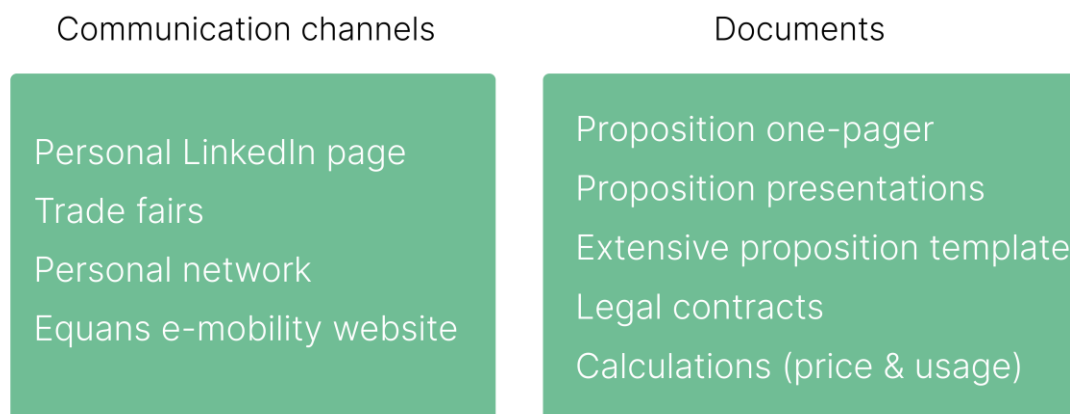 Communication channels
Personal LinkedIn page
Trade fairs
Personal network
Equans e-mobility website
Documents
Proposition one-pager
Proposition presentations
Extensive proposition template
Legal contracts
Calculations (price & usage)